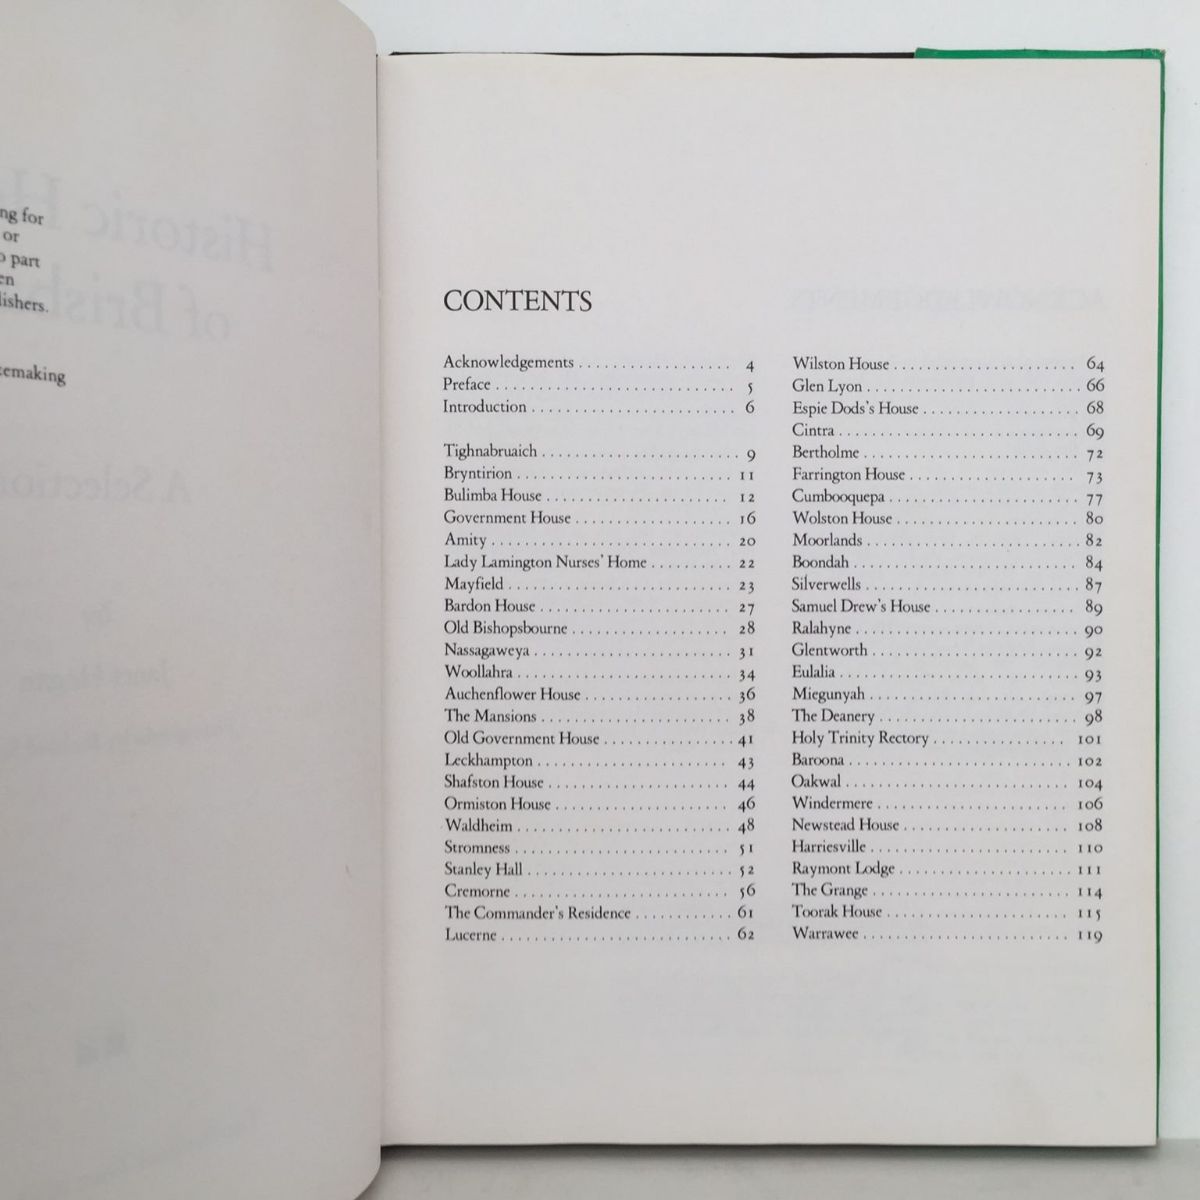 ng for
or
part
en
lishers.
temaking
Historic H
of Brisb
A Selection
CONTENTS
Acknowledgements . . . . . . . . . . . . . . . . . . 4
Preface . . . . . . . . . . . . . . . . . . . . . . . . . . . . 5
Introduction . . . . . . . . . . . . . . . . . . . . . . . . 6
Tighnabruaich . . . . . . . . . . . . . . . . . . . . . . 9
Bryntirion . . . . . . . . . . . . . . . . . . . . . . . . . 11
Bulimba House . . . . . . . . . . . . . . . . . . . . . 12
Government House . . . . . . . . . . . . . . . . . . 16
Amity . . . . . . . . . . . . . . . . . . . . . . . . . . . . 20
Lady Lamington Nurses' Home . . . . . . . . . . 22
Mayfield . . . . . . . . . . . . . . . . . . . . . . . . . . 23
Bardon House . . . . . . . . . . . . . . . . . . . . . . 27
Old Bishopsbourne . . . . . . . . . . . . . . . . . . 28
Nassagaweya . . . . . . . . . . . . . . . . . . . . . . . 31
Woollahra . . . . . . . . . . . . . . . . . . . . . . . . . 34
Auchenflower House . . . . . . . . . . . . . . . . . 36
The Mansions . . . . . . . . . . . . . . . . . . . . . . 38
Old Government House . . . . . . . . . . . . . . . 41
Leckhampton . . . . . . . . . . . . . . . . . . . . . . . 43
Shafston House . . . . . . . . . . . . . . . . . . . . . 44
Ormiston House . . . . . . . . . . . . . . . . . . . . 46
Waldheim . . . . . . . . . . . . . . . . . . . . . . . . . 48
Stromness . . . . . . . . . . . . . . . . . . . . . . . . . 51
Stanley Hall . . . . . . . . . . . . . . . . . . . . . . . . 52
Cremorne . . . . . . . . . . . . . . . . . . . . . . . . . 56
The Commander's Residence . . . . . . . . . . . . 61
Lucerne . . . . . . . . . . . . . . . . . . . . . . . . . . . 62
Wilston House . . . . . . . . . . . . . . . . . . . . . . 64
Glen Lyon . . . . . . . . . . . . . . . . . . . . . . . . . 66
Espie Dods's House . . . . . . . . . . . . . . . . . . 68
Cintra . . . . . . . . . . . . . . . . . . . . . . . . . . . . 69
Bertholme . . . . . . . . . . . . . . . . . . . . . . . . . 72
Farrington House . . . . . . . . . . . . . . . . . . . . 73
Cumbooquepa . . . . . . . . . . . . . . . . . . . . . . 77
Wolston House . . . . . . . . . . . . . . . . . . . . . 80
Moorlands . . . . . . . . . . . . . . . . . . . . . . . . . 82
Boondah . . . . . . . . . . . . . . . . . . . . . . . . . . 84
Silverwells . . . . . . . . . . . . . . . . . . . . . . . . . 87
Samuel Drew's House . . . . . . . . . . . . . . . . . 89
Ralahyne . . . . . . . . . . . . . . . . . . . . . . . . . . 90
Glentworth . . . . . . . . . . . . . . . . . . . . . . . . 92
Eulalia . . . . . . . . . . . . . . . . . . . . . . . . . . . . 93
Miegunyah . . . . . . . . . . . . . . . . . . . . . . . . 97
The Deanery . . . . . . . . . . . . . . . . . . . . . . . 98
Holy Trinity Rectory . . . . . . . . . . . . . . . . 101
Baroona . . . . . . . . . . . . . . . . . . . . . . . . . . 102
Oakwal . . . . . . . . . . . . . . . . . . . . . . . . . . . 104
Windermere . . . . . . . . . . . . . . . . . . . . . . . 106
Newstead House . . . . . . . . . . . . . . . . . . . . 108
Harriesville . . . . . . . . . . . . . . . . . . . . . . . . 110
Raymont Lodge . . . . . . . . . . . . . . . . . . . . . 111
The Grange . . . . . . . . . . . . . . . . . . . . . . . . 114
Toorak House . . . . . . . . . . . . . . . . . . . . . . 115
Warrawee . . . . . . . . . . . . . . . . . . . . . . . . . 119